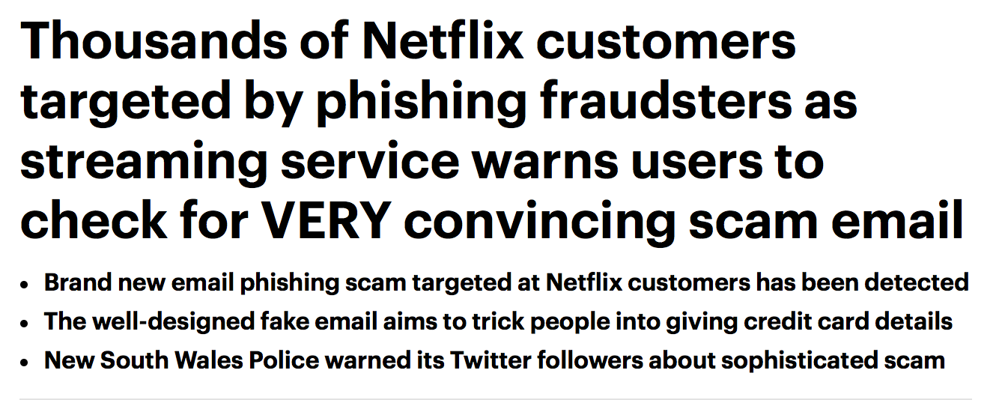 Thousands of Netflix customers
targeted by phishing fraudsters as
streaming service warns users to
check for VERY convincing scam email
• Brand new email phishing scam targeted at Netflix customers has been detected
• The well-designed fake email aims to trick people into giving credit card details
• New South Wales Police warned its Twitter followers about sophisticated scam